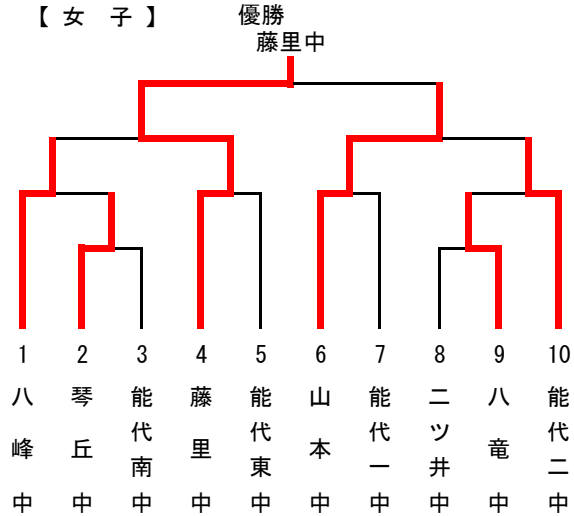 【女子】
優勝
藤里中
1 八峰中
2 琴丘中
3 能代南中
4 藤里中
5 能代東中
6 山本中
7 能代一中
8 二ツ井中
9 八竜中
10 能代二中